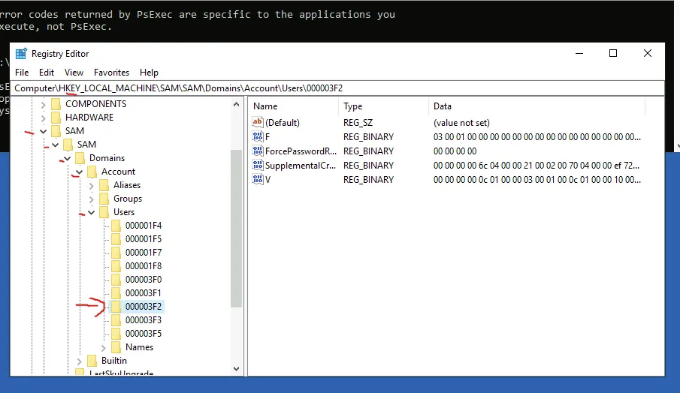 rror codes returned by PsExec are specific to the applications you
xecute, not PsExec.
Registry Editor
File Edit View Favorites Help
Computer\HKEY_LOCAL_MACHINE\SAM\SAM\Domains\Account\Users\000003F2
COMPONENTS
HARDWARE
SAM
SAM
Domains
Account
Aliases
Groups
Users
000001F4
000001F5
000001F7
000001F8
000003F0
000003F1
000003F2
000003F3
000003F5
Names
Builtin
LastSkuUpgrade
Name Type Data
(Default) REG_SZ (value not set)
F REG_BINARY 03 00 01 00 00 00 00 00 00 00 00 00 00 00 00 00 00...
ForcePasswordR... REG_BINARY 00 00 00 00
SupplementalCr... REG_BINARY 00 00 00 00 6c 04 00 00 21 00 02 00 70 04 00 00 ef 72...
V REG_BINARY 00 00 00 00 0c 01 00 00 03 00 01 00 0c 01 00 00 10 00...